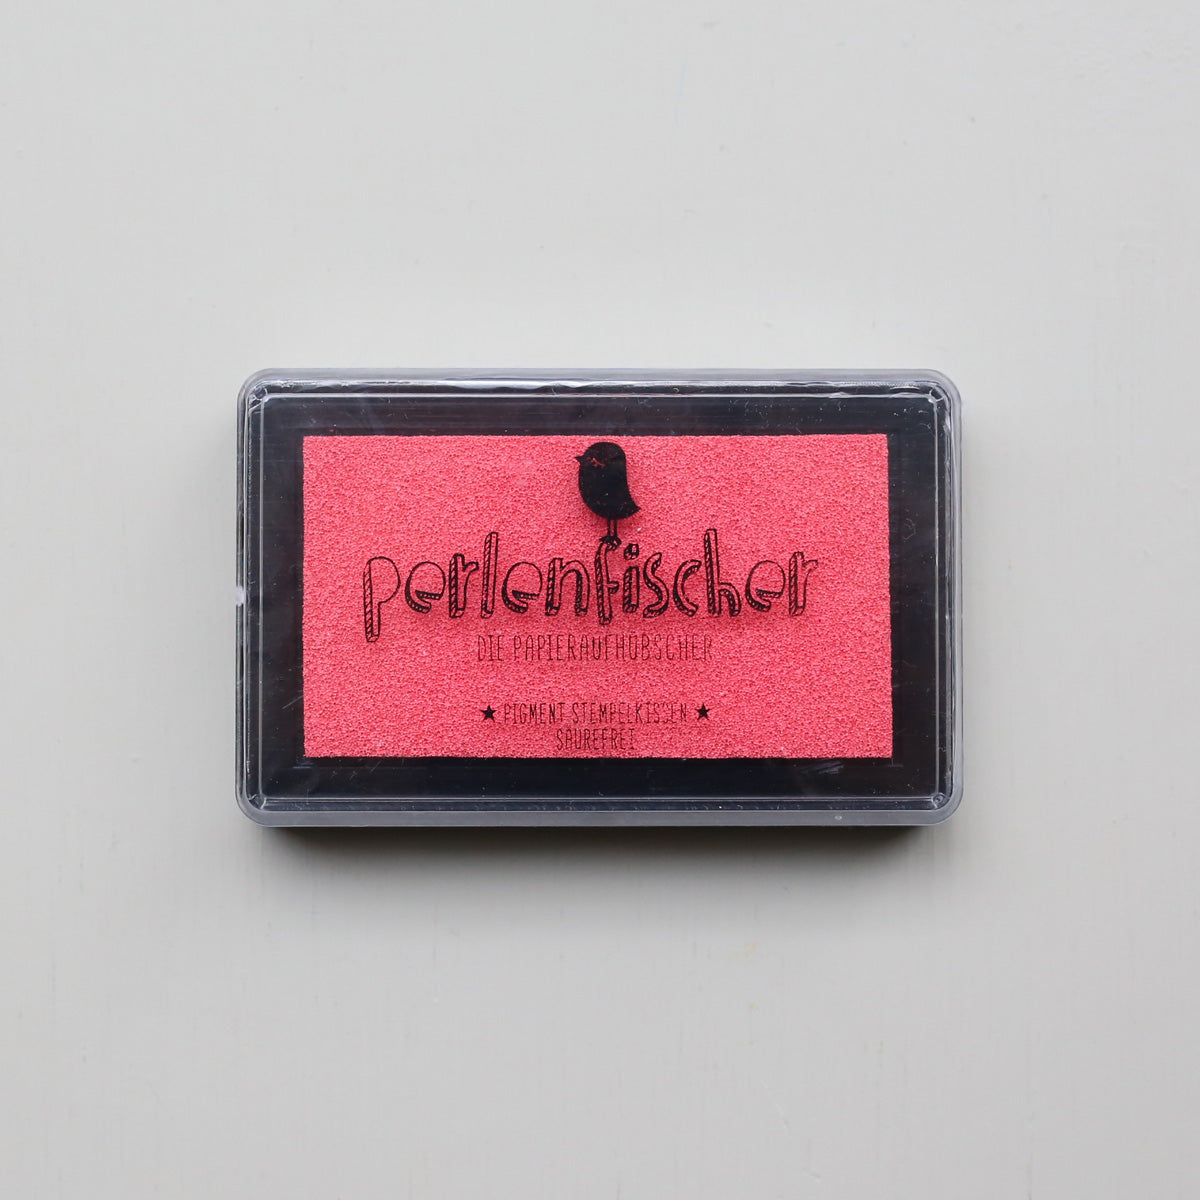 perlenfischer
DIE PAPIERAUFHÜBSCHER
★ PIGMENT STEMPELKISSEN ★
SÄUREFREI